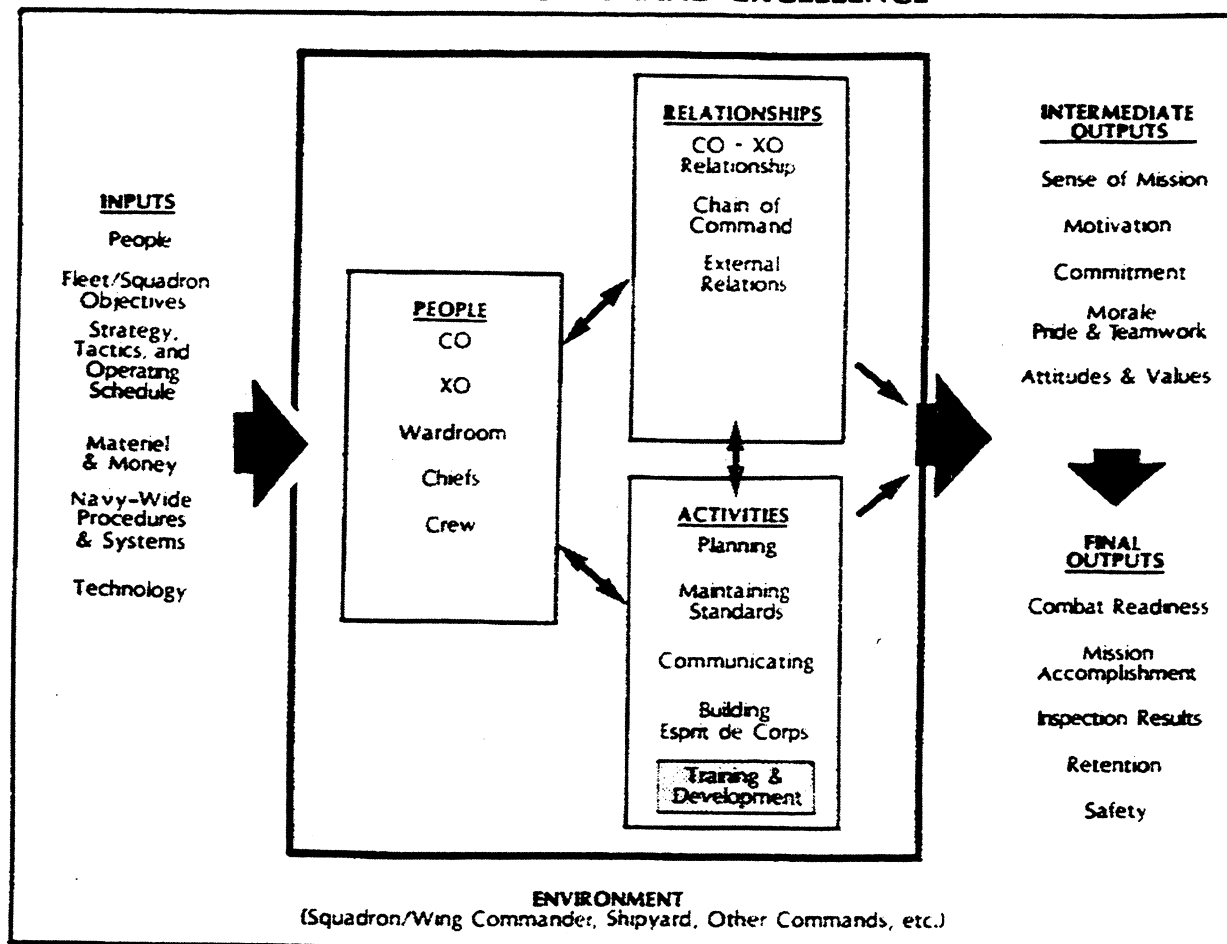 EXCELLENCE
INPUTS
People
Fleet/Squadron
Objectives
Strategy,
Tactics, and
Operating
Schedule
Materiel
& Money
Navy-Wide
Procedures
& Systems
Technology
PEOPLE
CO
XO
Wardroom
Chiefs
Crew
RELATIONSHIPS
CO - XO
Relationship
Chain of
Command
External
Relations
ACTIVITIES
Planning
Maintaining
Standards
Communicating
Building
Esprit de Corps
Training &
Development
INTERMEDIATE
OUTPUTS
Sense of Mission
Motivation
Commitment
Morale
Pride & Teamwork
Attitudes & Values
FINAL
OUTPUTS
Combat Readiness
Mission
Accomplishment
Inspection Results
Retention
Safety
ENVIRONMENT
(Squadron/Wing Commander, Shipyard, Other Commands, etc.)